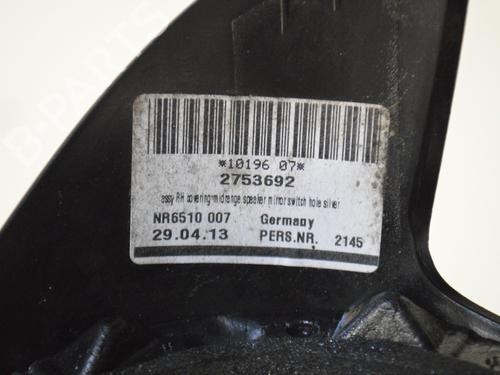 B-PARTS
*10196 07*
2753692
assy RH covering-midrange speaker mirror switch hole silver
NR6510 007 Germany
29.04.13 PERS.NR. 2145